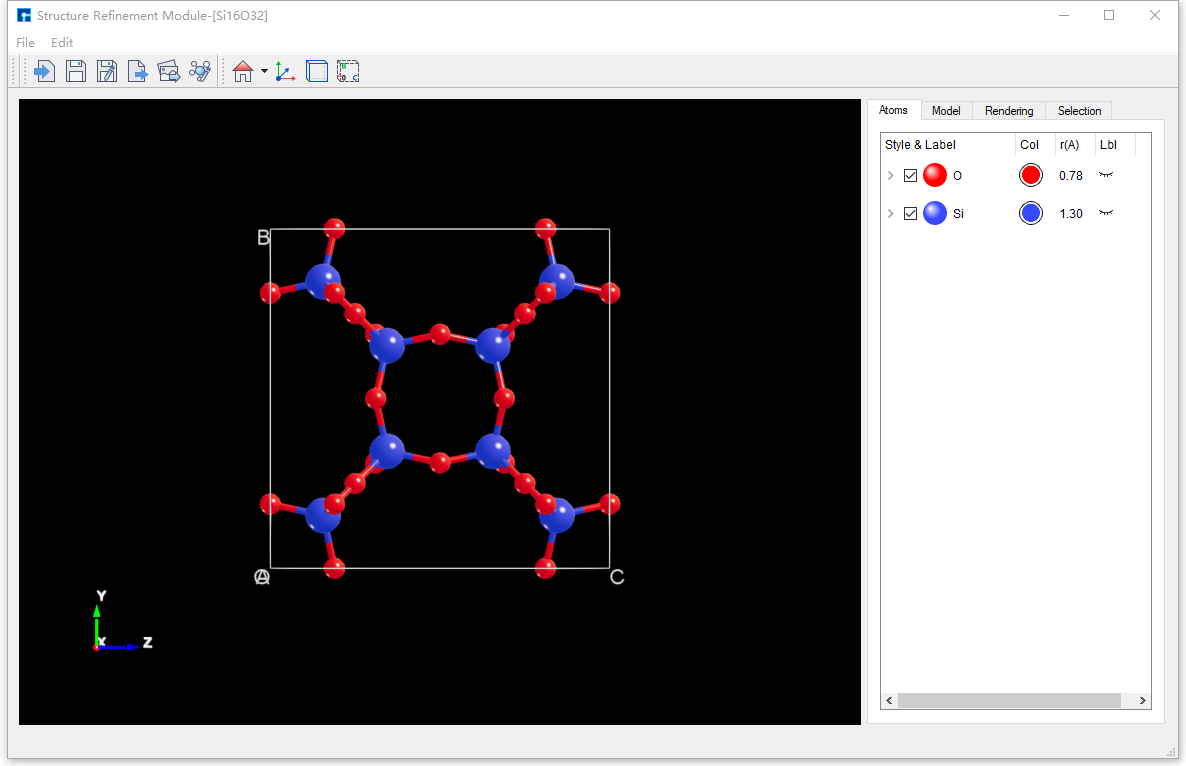 Structure Refinement Module-[Si16O32]
File Edit
Atoms Model Rendering Selection
Style & Label Col r(A) Lbl
O 0.78
Si 1.30
B
O A C
Y
X Z